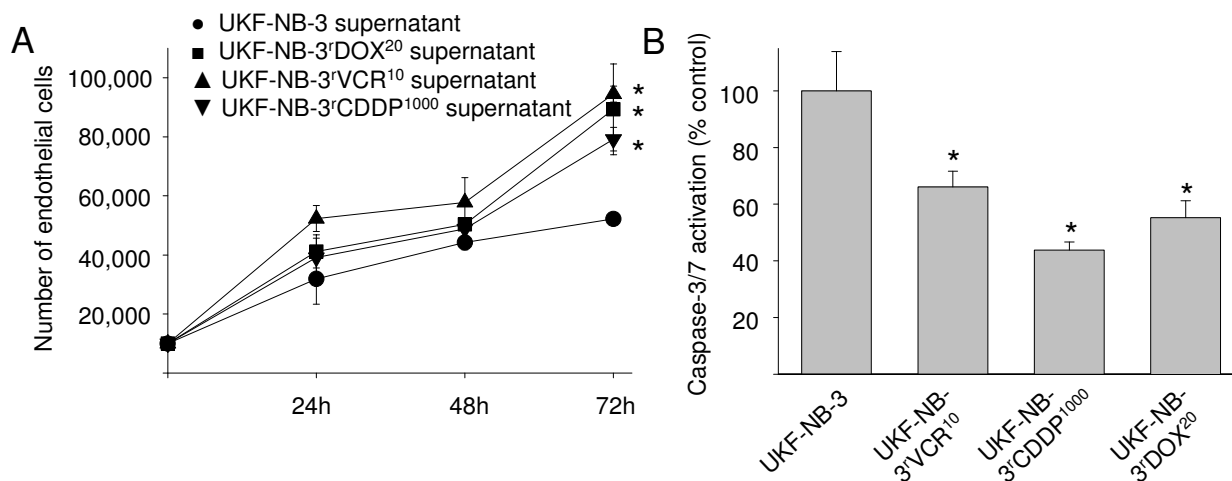 A
UKF-NB-3 supernatant
UKF-NB-3ʳDOX²⁰ supernatant
UKF-NB-3ʳVCR¹⁰ supernatant
UKF-NB-3ʳCDDP¹⁰⁰⁰ supernatant
Number of endothelial cells
100,000
80,000
60,000
40,000
20,000
*
*
*
24h
48h
72h
B
Caspase-3/7 activation (% control)
100
80
60
40
20
*
*
*
UKF-NB-3
UKF-NB-
3ʳVCR¹⁰
UKF-NB-
3ʳCDDP¹⁰⁰⁰
UKF-NB-
3ʳDOX²⁰